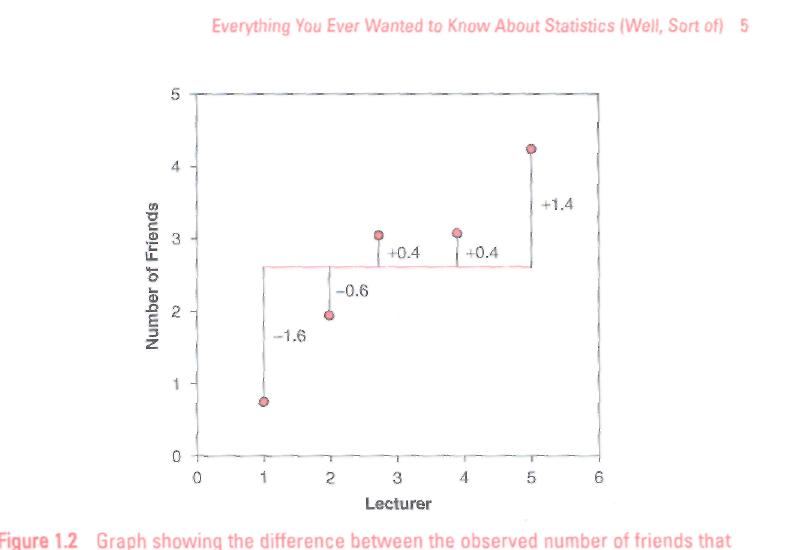 Everything You Ever Wanted to Know About Statistics (Well, Sort of) 5
5
4
3
2
1
0
Number of Friends
+1.4
+0.4
+0.4
−0.6
−1.6
0 1 2 3 4 5 6
Lecturer
Figure 1.2 Graph showing the difference between the observed number of friends that